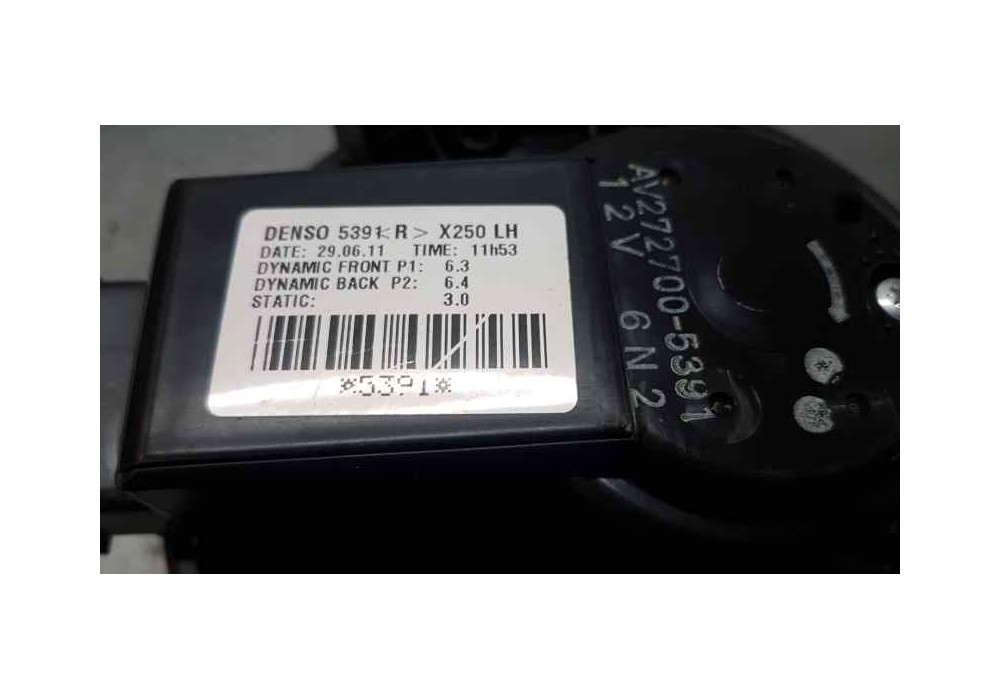 DENSO 5391<R> X250 LH
DATE: 29.06.11 TIME: 11h53
DYNAMIC FRONT P1: 6.3
DYNAMIC BACK P2: 6.4
STATIC: 3.0
*5391*
AV272700-5391
12V 6N2